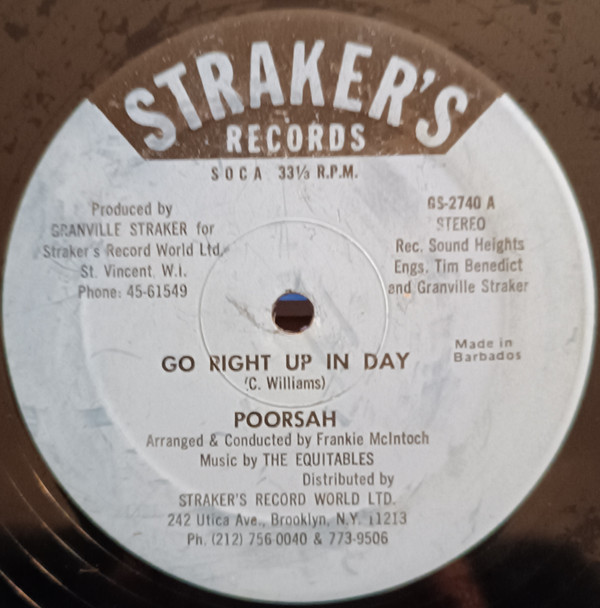 STRAKER'S
RECORDS
SOCA 33⅓ R.P.M.
Produced by
GRANVILLE STRAKER for
Straker's Record World Ltd.
St. Vincent W.I.
Phone: 45-61549
GS-2740 A
STEREO
Rec. Sound Heights
Engs. Tim Benedict
and Granville Straker
Made in
Barbados
GO RIGHT UP IN DAY
(C. Williams)
POORSAH
Arranged & Conducted by Frankie McIntoch
Music by THE EQUITABLES
Distributed by
STRAKER'S RECORD WORLD LTD.
242 Utica Ave., Brooklyn, N.Y. 11213
Ph. (212) 756 0040 & 773-9506